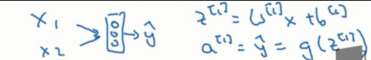 x₁
x₂
ŷ
z^[1] = W^[1] x + b^[1]
a^[1] = ŷ = g(z^[1])